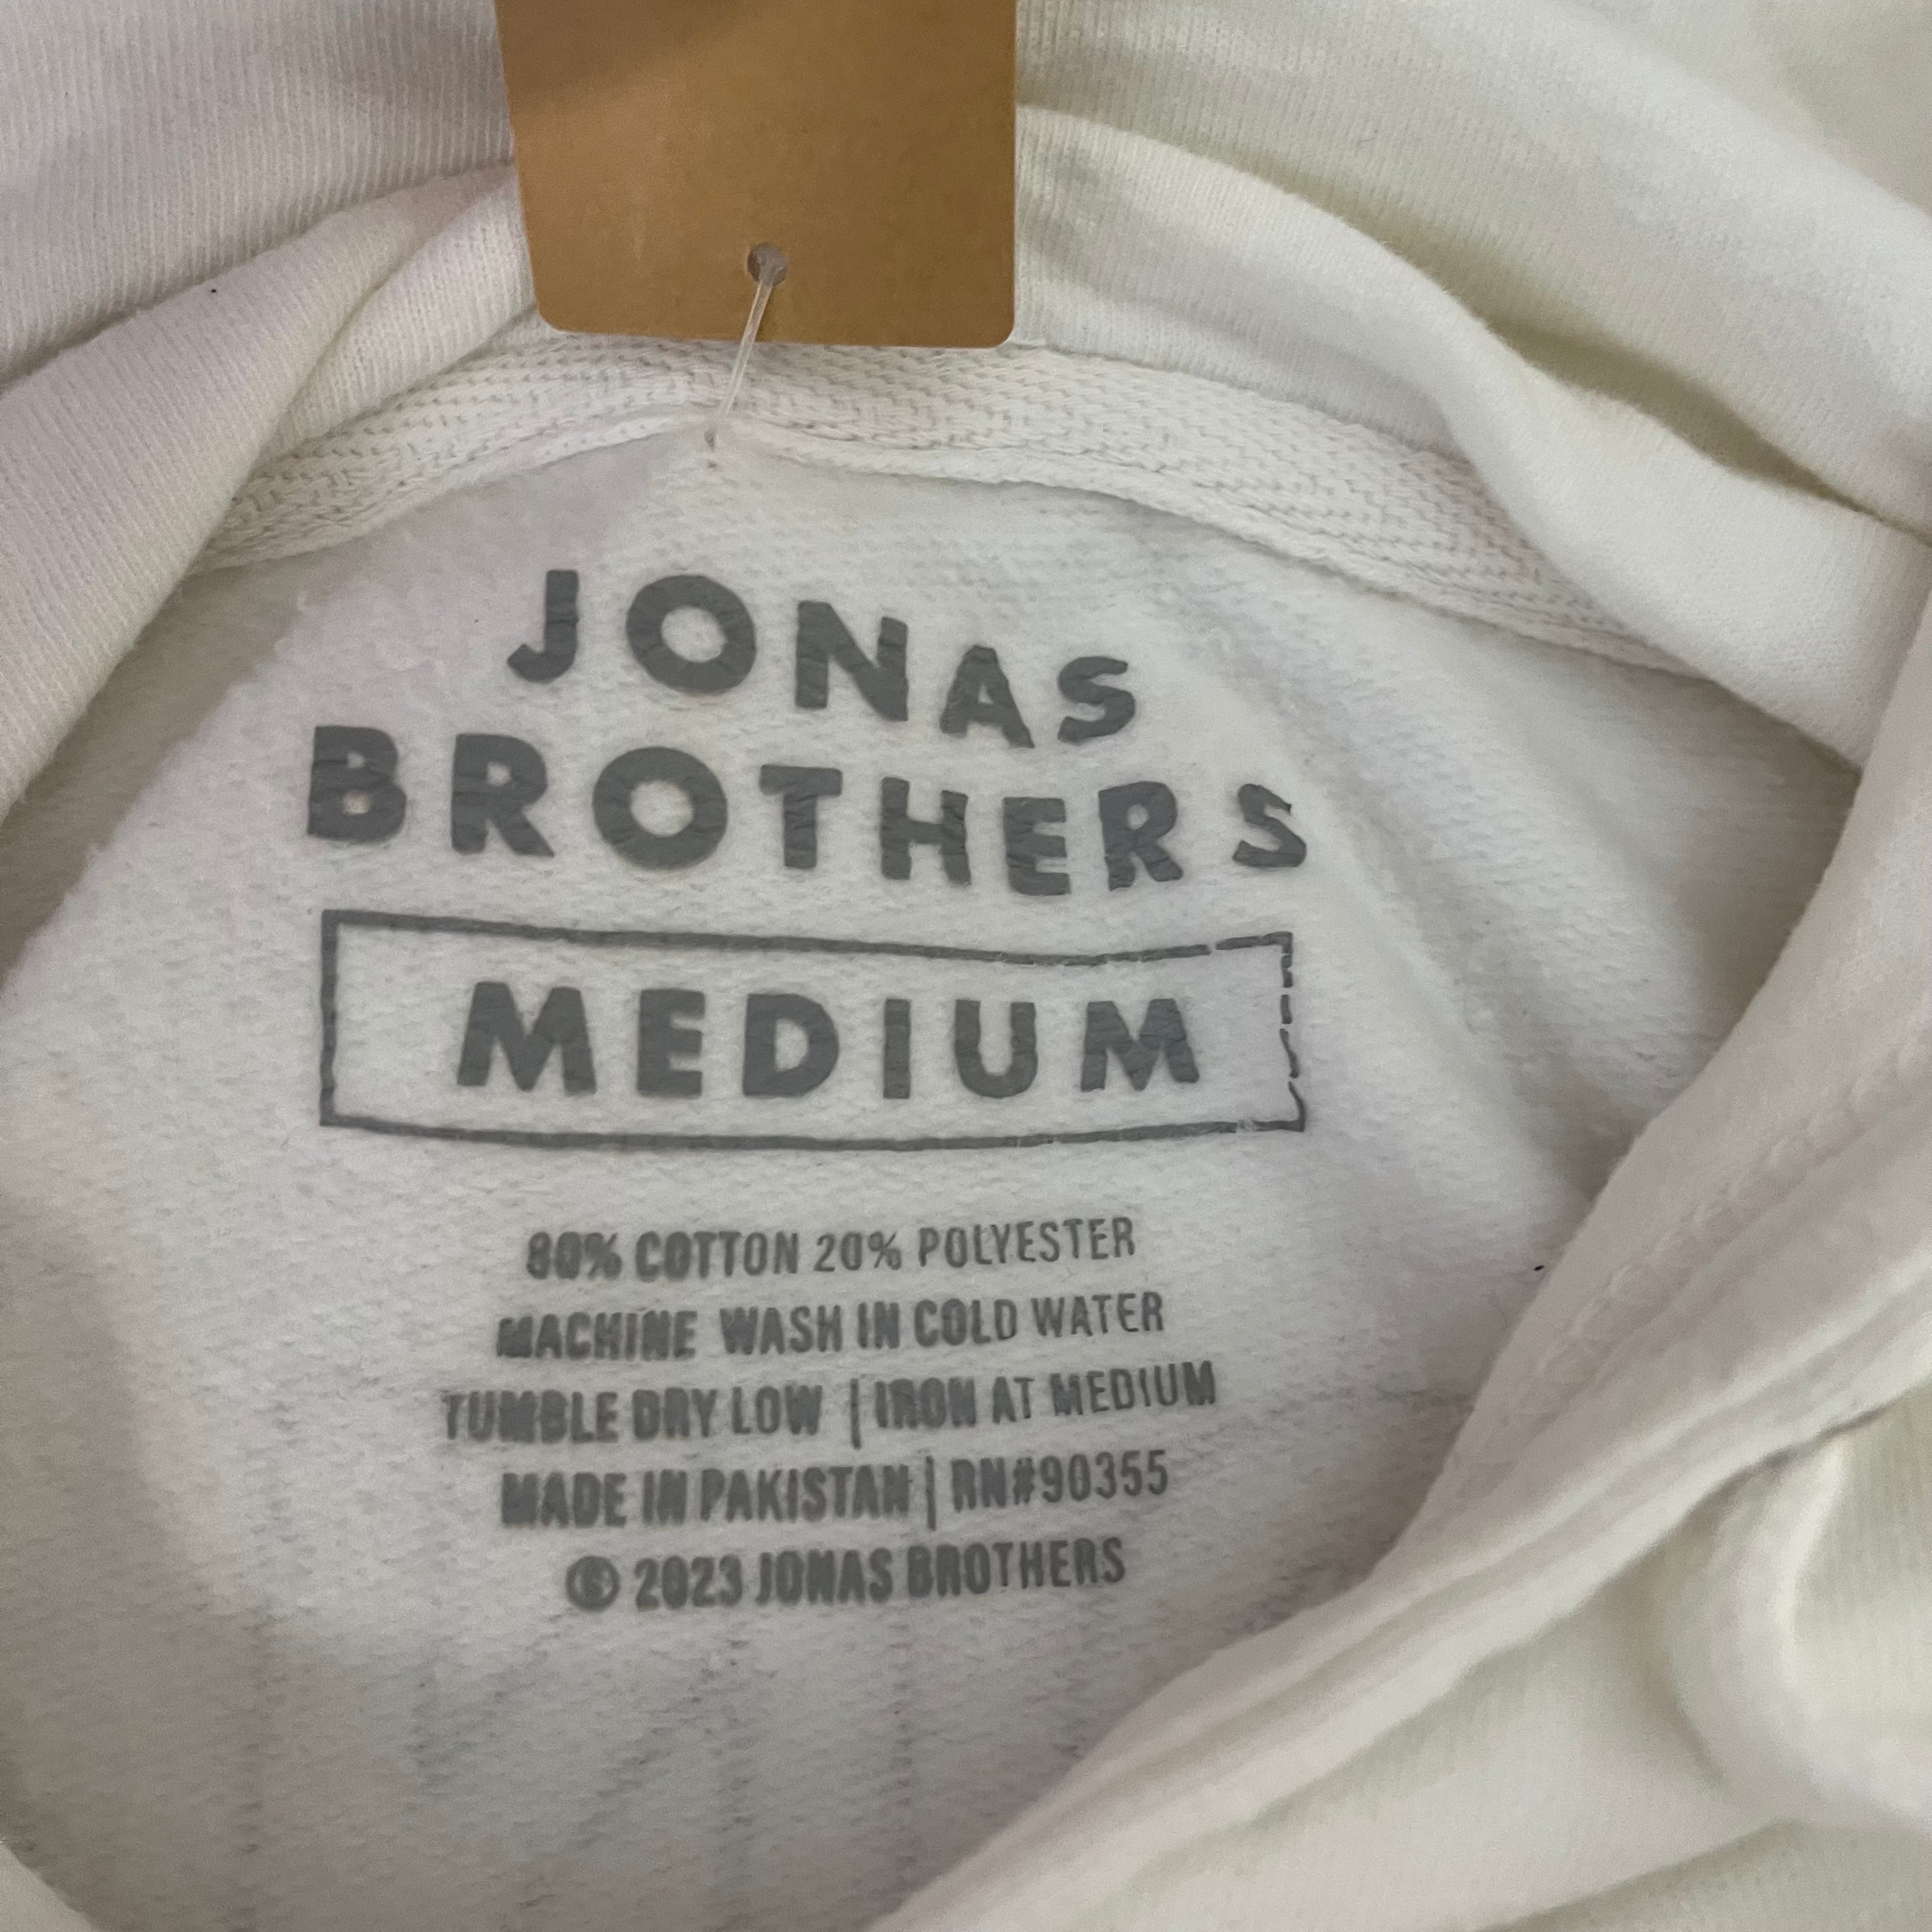 JONAS
BROTHERS
MEDIUM
80% COTTON 20% POLYESTER
MACHINE WASH IN COLD WATER
TUMBLE DRY LOW | IRON AT MEDIUM
MADE IN PAKISTAN | RN#90355
© 2023 JONAS BROTHERS